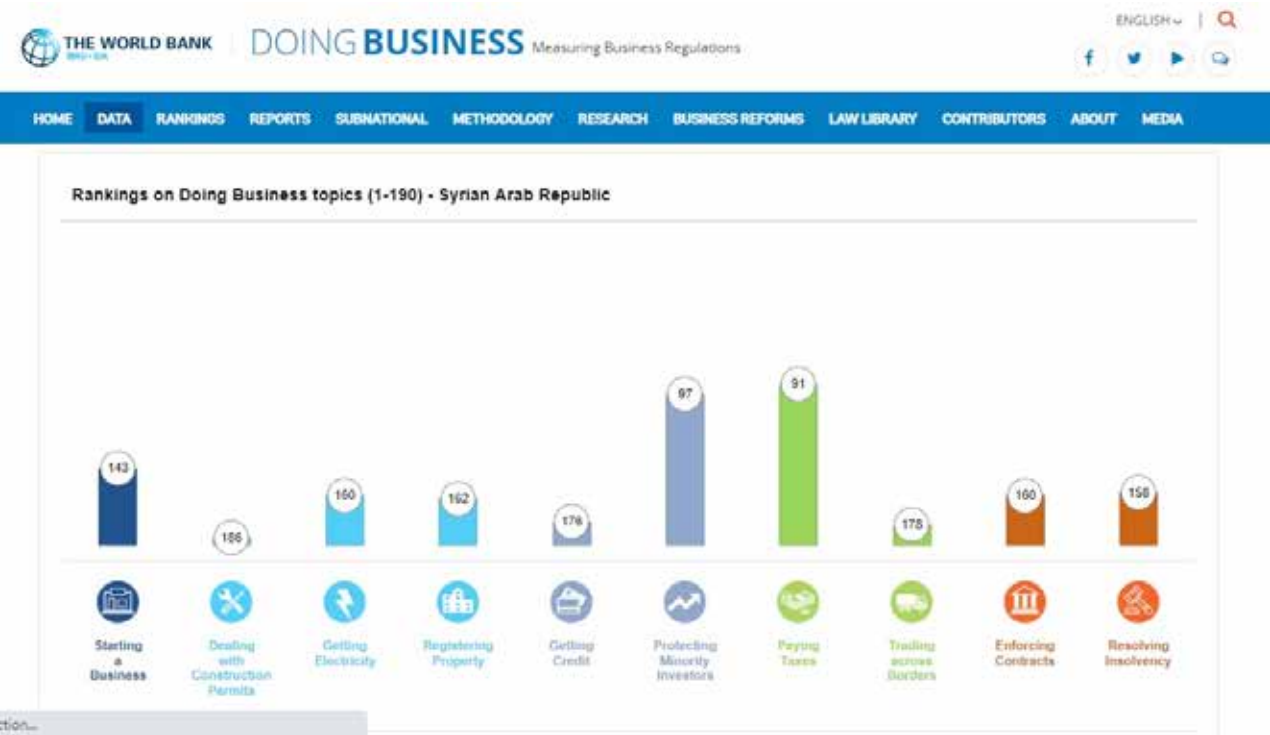 THE WORLD BANK
DOING BUSINESS Measuring Business Regulations
ENGLISH
HOME DATA RANKINGS REPORTS SUBNATIONAL METHODOLOGY RESEARCH BUSINESS REFORMS LAW LIBRARY CONTRIBUTORS ABOUT MEDIA
Rankings on Doing Business topics (1-190) - Syrian Arab Republic
143
186
160
162
176
97
91
178
160
158
Starting
a
Business
Dealing
with
Construction
Permits
Getting
Electricity
Registering
Property
Getting
Credit
Protecting
Minority
Investors
Paying
Taxes
Trading
across
Borders
Enforcing
Contracts
Resolving
Insolvency
ction...